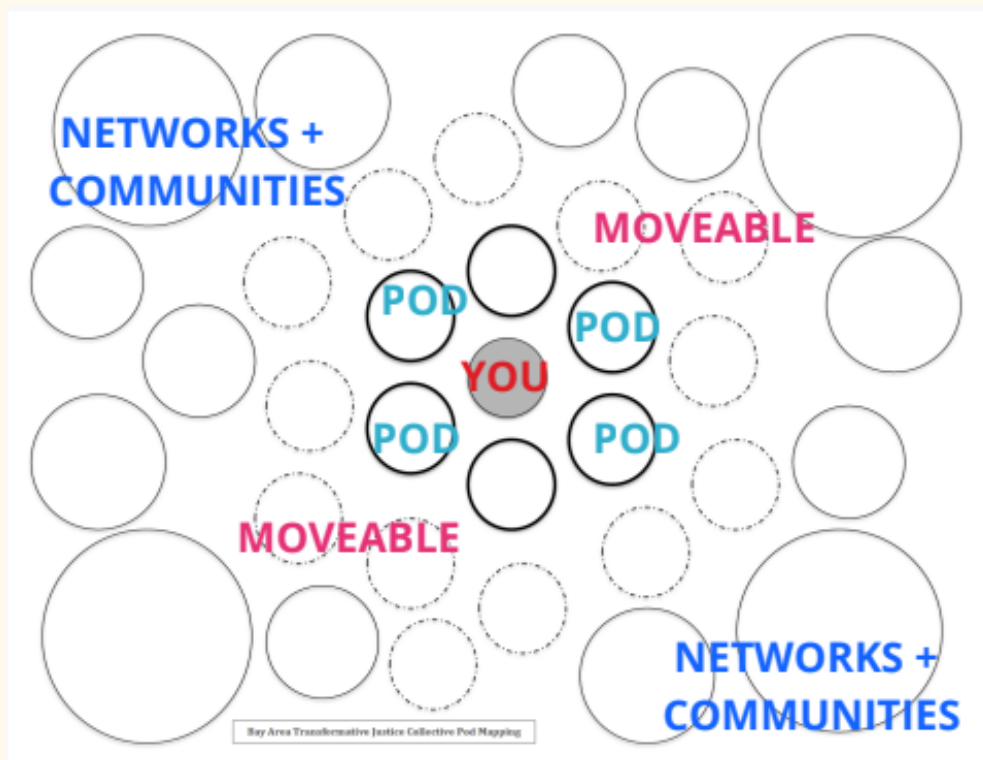 NETWORKS +
COMMUNITIES
MOVEABLE
POD
POD
YOU
POD
POD
MOVEABLE
NETWORKS +
COMMUNITIES
Bay Area Transformative Justice Collective Pod Mapping